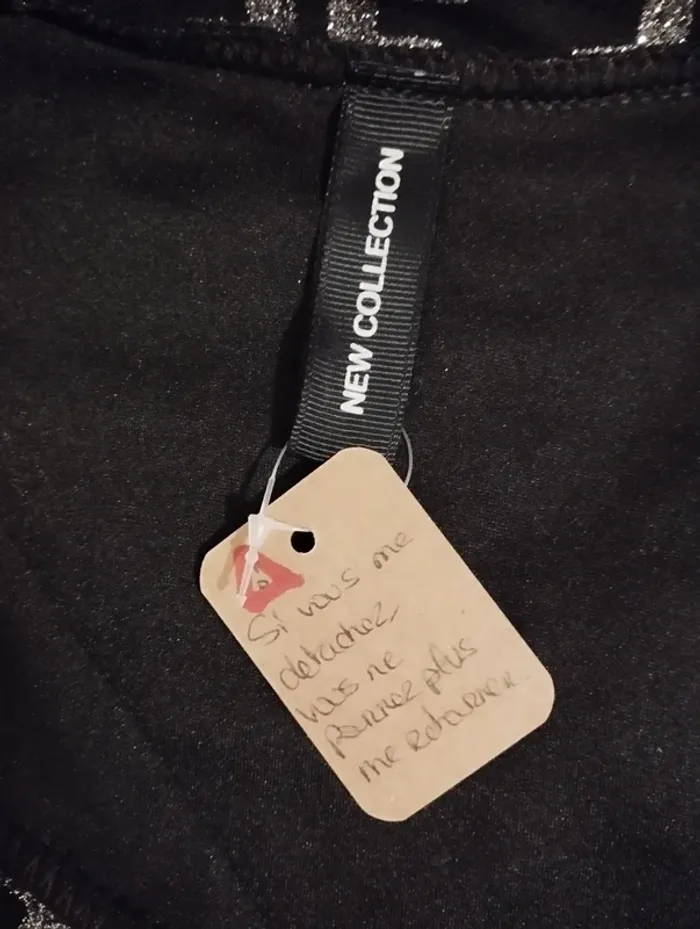 NEW COLLECTION
Si vous me
detachez,
vous ne
pourrez plus
me retourner.